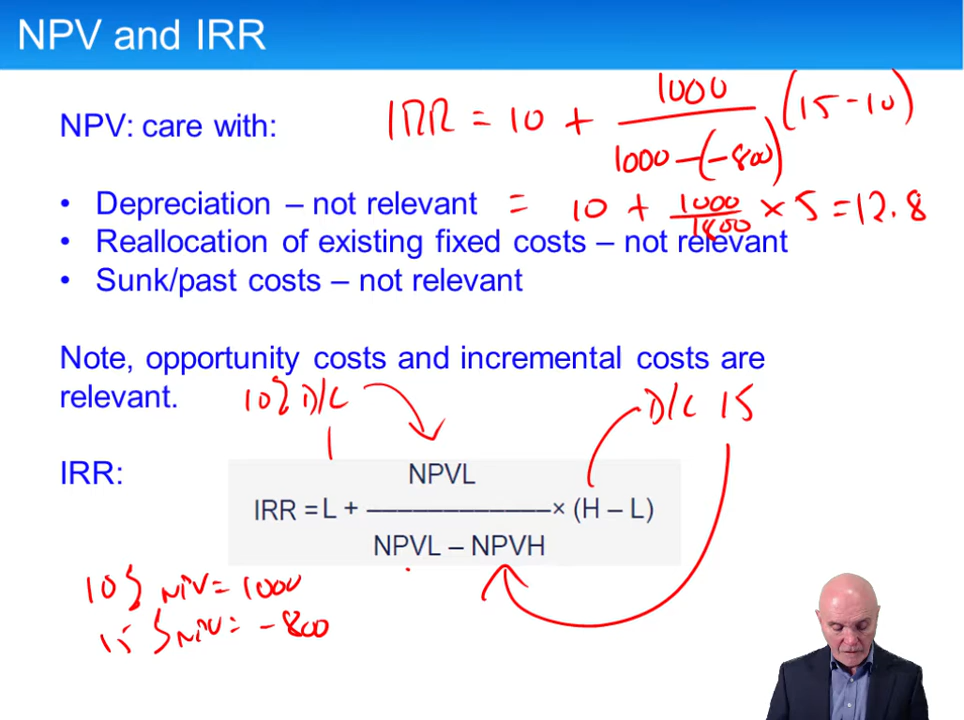 NPV and IRR
IRR = 10 + 1000 / 1000 - (-800) (15 - 10)
NPV: care with:
• Depreciation – not relevant
= 10 + 1000 / 1800 × 5 = 12.8
• Reallocation of existing fixed costs – not relevant
• Sunk/past costs – not relevant
Note, opportunity costs and incremental costs are
relevant.
10% D/C
D/C 15
IRR:
NPVL
IRR = L + ―――――――――――― × (H – L)
NPVL – NPVH
10% NPV = 1000
15% NPV = -800